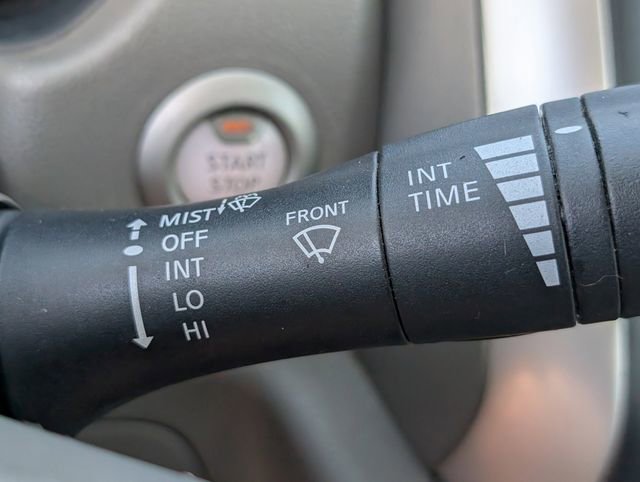 START
STOP
MIST
OFF
INT
LO
HI
FRONT
INT
TIME